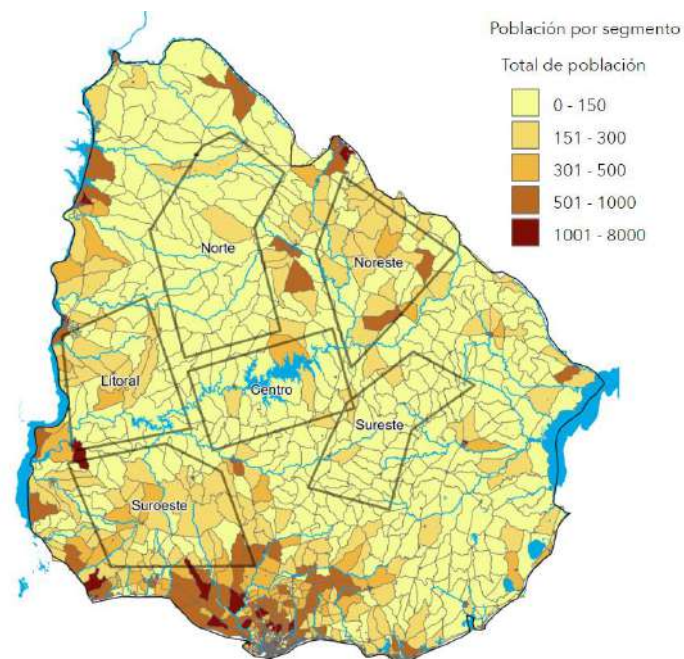 Población por segmento
Total de población
0 - 150
151 - 300
301 - 500
501 - 1000
1001 - 8000
Norte
Noreste
Litoral
Centro
Sureste
Suroeste